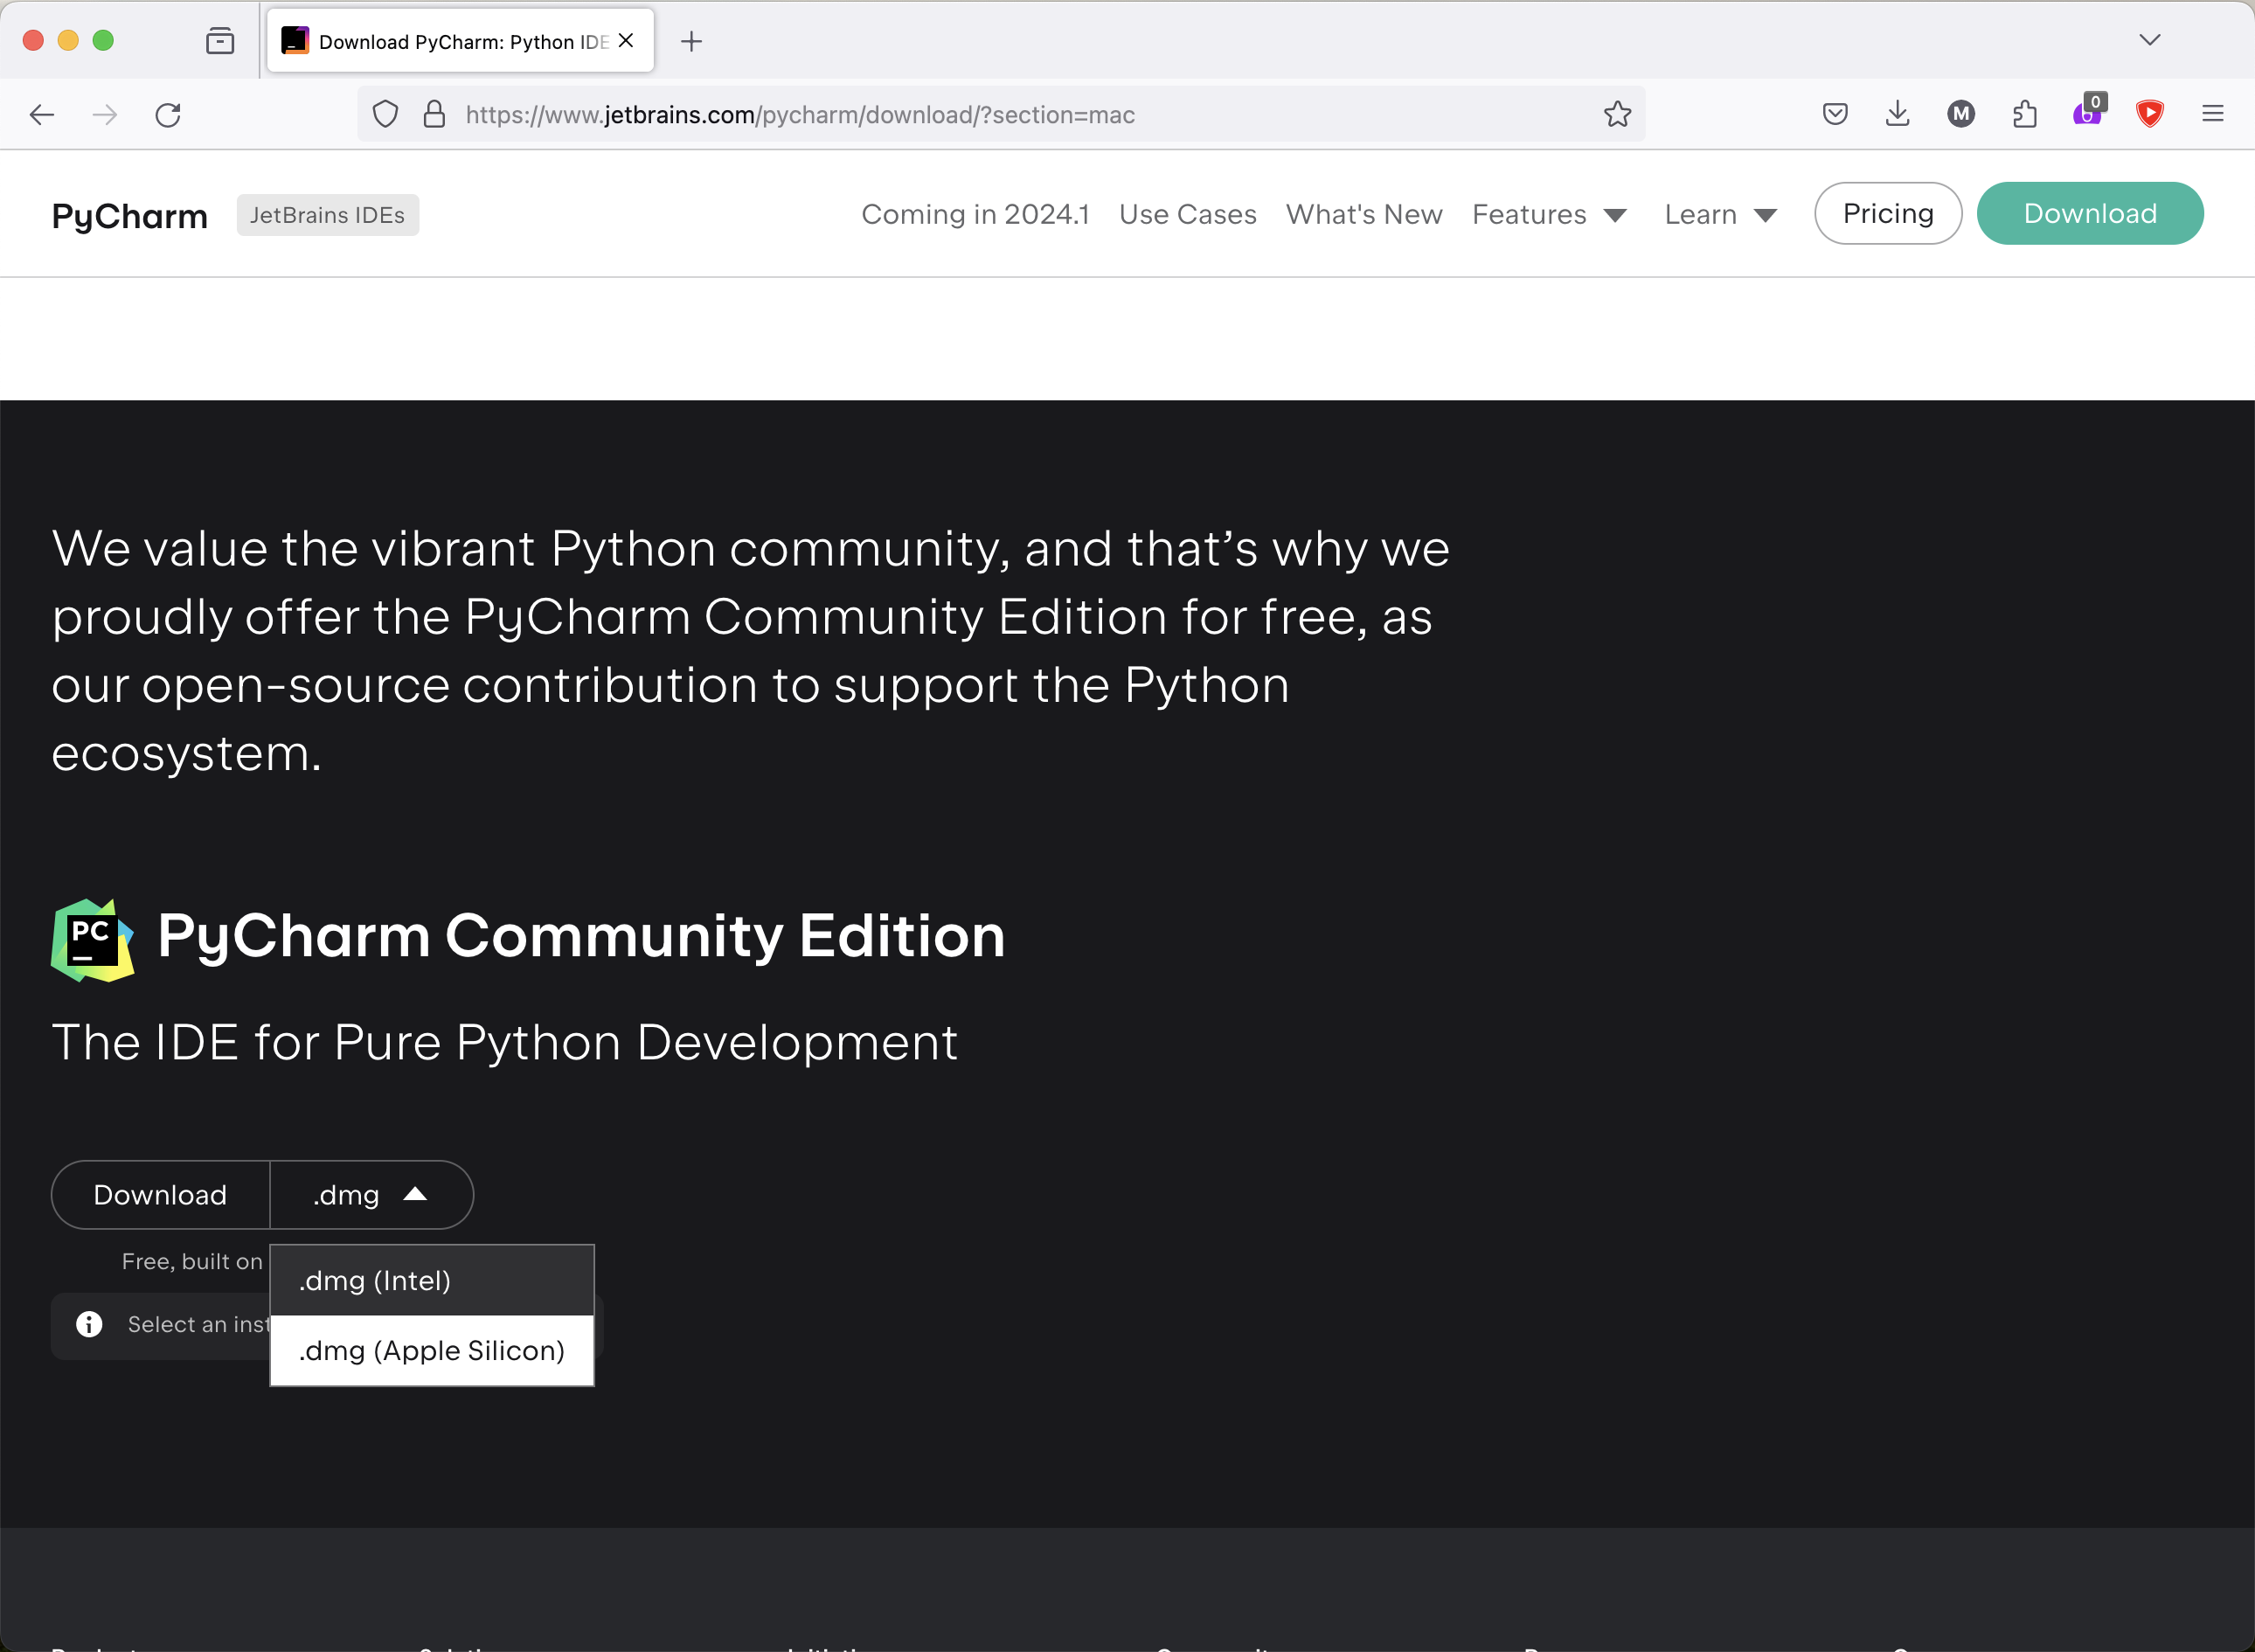 Download PyCharm: Python IDE
https://www.jetbrains.com/pycharm/download/?section=mac
M
0
PyCharm
JetBrains IDEs
Coming in 2024.1
Use Cases
What's New
Features
Learn
Pricing
Download
We value the vibrant Python community, and that’s why we
proudly offer the PyCharm Community Edition for free, as
our open-source contribution to support the Python
ecosystem.
PC
PyCharm Community Edition
The IDE for Pure Python Development
Download
.dmg
Free, built on
.dmg (Intel)
Select an inst
.dmg (Apple Silicon)